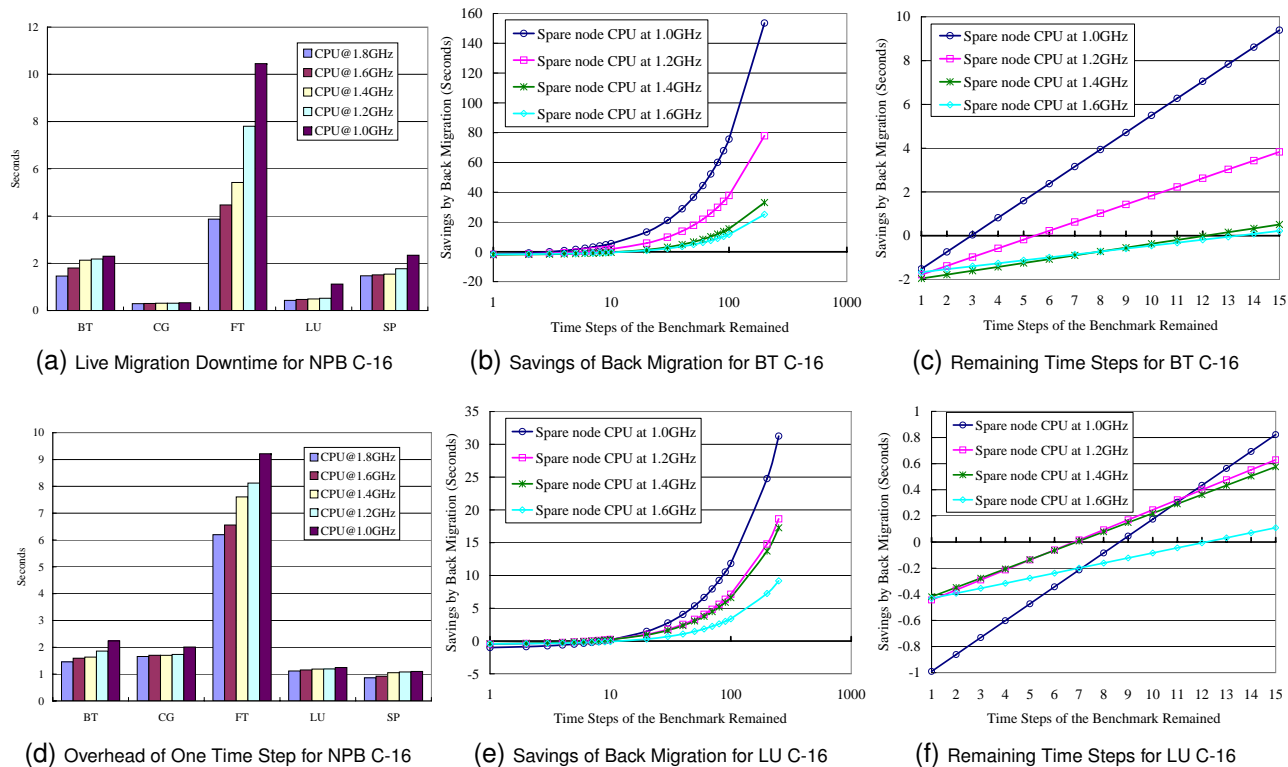 12
10
8
6
4
2
0
Seconds
CPU@1.8GHz
CPU@1.6GHz
CPU@1.4GHz
CPU@1.2GHz
CPU@1.0GHz
BT CG FT LU SP
(a) Live Migration Downtime for NPB C-16
160
140
120
100
80
60
40
20
0
-20
Savings by Back Migration (Seconds)
Spare node CPU at 1.0GHz
Spare node CPU at 1.2GHz
Spare node CPU at 1.4GHz
Spare node CPU at 1.6GHz
1 10 100 1000
Time Steps of the Benchmark Remained
(b) Savings of Back Migration for BT C-16
10
8
6
4
2
0
-2
Savings by Back Migration (Seconds)
Spare node CPU at 1.0GHz
Spare node CPU at 1.2GHz
Spare node CPU at 1.4GHz
Spare node CPU at 1.6GHz
1 2 3 4 5 6 7 8 9 10 11 12 13 14 15
Time Steps of the Benchmark Remained
(c) Remaining Time Steps for BT C-16
10
9
8
7
6
5
4
3
2
1
0
Seconds
CPU@1.8GHz
CPU@1.6GHz
CPU@1.4GHz
CPU@1.2GHz
CPU@1.0GHz
BT CG FT LU SP
(d) Overhead of One Time Step for NPB C-16
35
30
25
20
15
10
5
0
-5
Savings by Back Migration (Seconds)
Spare node CPU at 1.0GHz
Spare node CPU at 1.2GHz
Spare node CPU at 1.4GHz
Spare node CPU at 1.6GHz
1 10 100 1000
Time Steps of the Benchmark Remained
(e) Savings of Back Migration for LU C-16
1
0.8
0.6
0.4
0.2
0
-0.2
-0.4
-0.6
-0.8
-1
Savings by Back Migration (Seconds)
Spare node CPU at 1.0GHz
Spare node CPU at 1.2GHz
Spare node CPU at 1.4GHz
Spare node CPU at 1.6GHz
1 2 3 4 5 6 7 8 9 10 11 12 13 14 15
Time Steps of the Benchmark Remained
(f) Remaining Time Steps for LU C-16